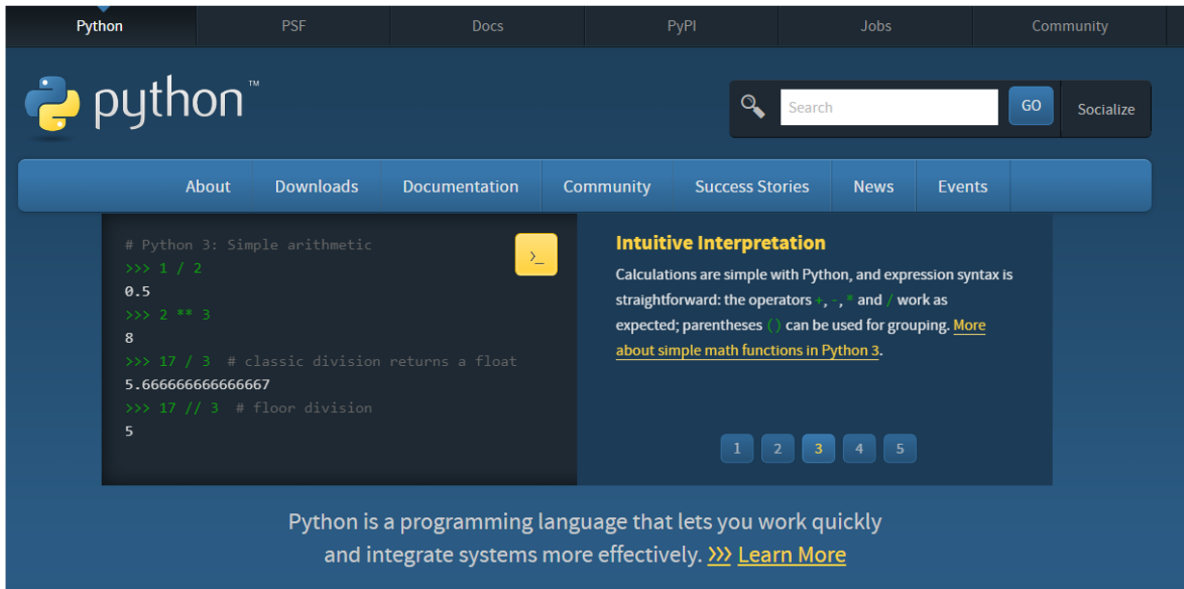 Python PSF Docs PyPI Jobs Community
python™
Search GO Socialize
About Downloads Documentation Community Success Stories News Events
# Python 3: Simple arithmetic
>>> 1 / 2
0.5
>>> 2 ** 3
8
>>> 17 / 3  # classic division returns a float
5.666666666666667
>>> 17 // 3  # floor division
5
>_
Intuitive Interpretation
Calculations are simple with Python, and expression syntax is
straightforward: the operators +, -, * and / work as
expected; parentheses () can be used for grouping. More
about simple math functions in Python 3.
1 2 3 4 5
Python is a programming language that lets you work quickly
and integrate systems more effectively. >>> Learn More